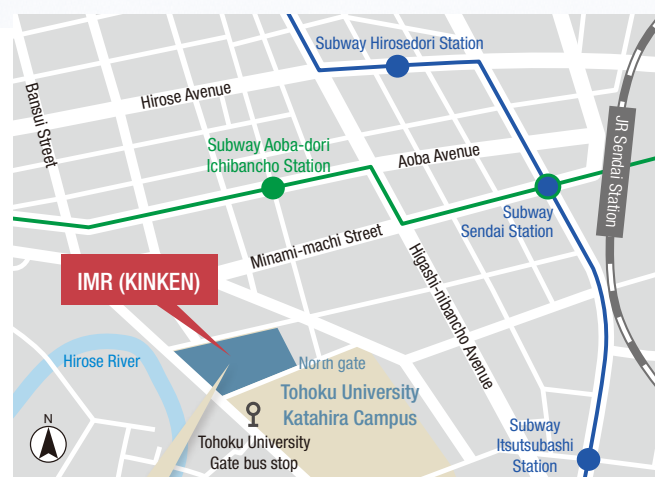 Subway Hirosedori Station
Bansui Street
Hirose Avenue
JR Sendai Station
Subway Aoba-dori
Ichibancho Station
Aoba Avenue
Subway
Sendai Station
Minami-machi Street
Higashi-nibancho Avenue
IMR (KINKEN)
Hirose River
North gate
Tohoku University
Katahira Campus
Tohoku University
Gate bus stop
Subway
Itsutsubashi
Station
N